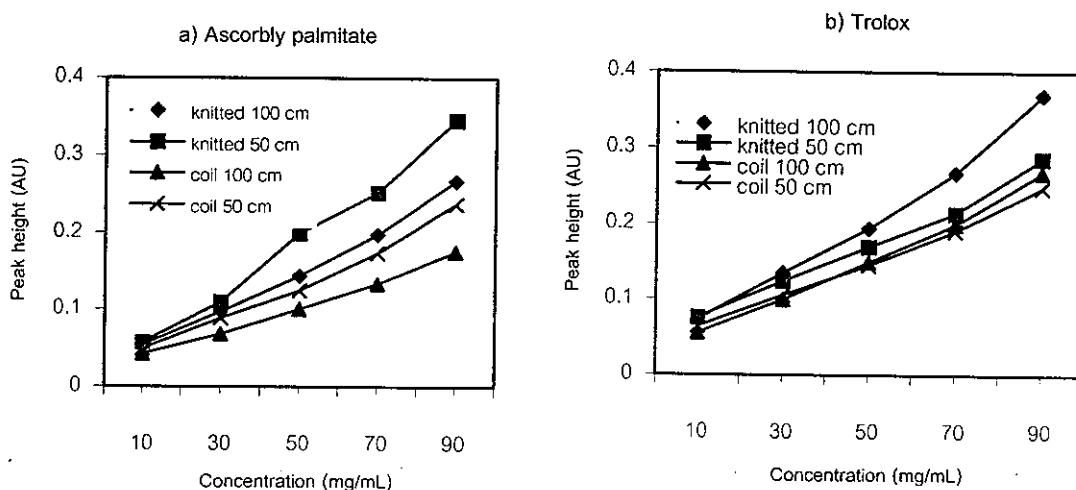 a) Ascorbly palmitate
0.4
0.3
0.2
0.1
0
Peak height (AU)
knitted 100 cm
knitted 50 cm
coil 100 cm
coil 50 cm
10 30 50 70 90
Concentration (mg/mL)
b) Trolox
0.4
0.3
0.2
0.1
0
Peak height (AU)
knitted 100 cm
knitted 50 cm
coil 100 cm
coil 50 cm
10 30 50 70 90
Concentration (mg/mL)